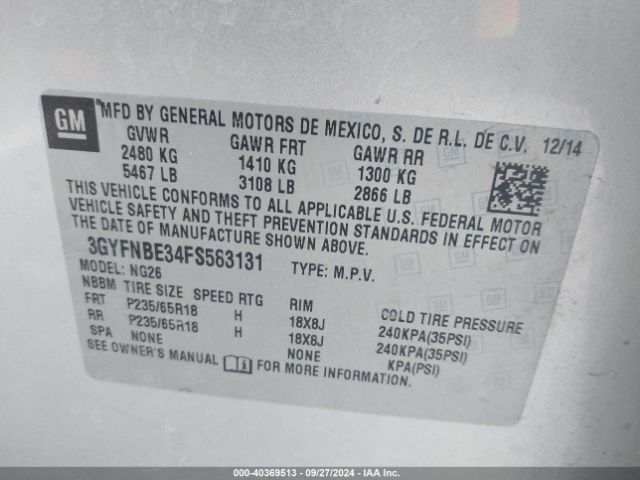 GM
MFD BY GENERAL MOTORS DE MEXICO, S. DE R.L. DE C.V. 12/14
GVWR GAWR FRT GAWR RR
2480 KG 1410 KG 1300 KG
5467 LB 3108 LB 2866 LB
THIS VEHICLE CONFORMS TO ALL APPLICABLE U.S. FEDERAL MOTOR
VEHICLE SAFETY AND THEFT PREVENTION STANDARDS IN EFFECT ON
THE DATE OF MANUFACTURE SHOWN ABOVE.
3GYFNBE34FS563131 TYPE: M.P.V.
MODEL: NG26
NBBM TIRE SIZE SPEED RTG RIM COLD TIRE PRESSURE
FRT P235/65R18 H 18X8J 240KPA(35PSI)
RR P235/65R18 H 18X8J 240KPA(35PSI)
SPA NONE NONE KPA(PSI)
SEE OWNER'S MANUAL FOR MORE INFORMATION.
000-40369513 - 09/27/2024 - IAA Inc.